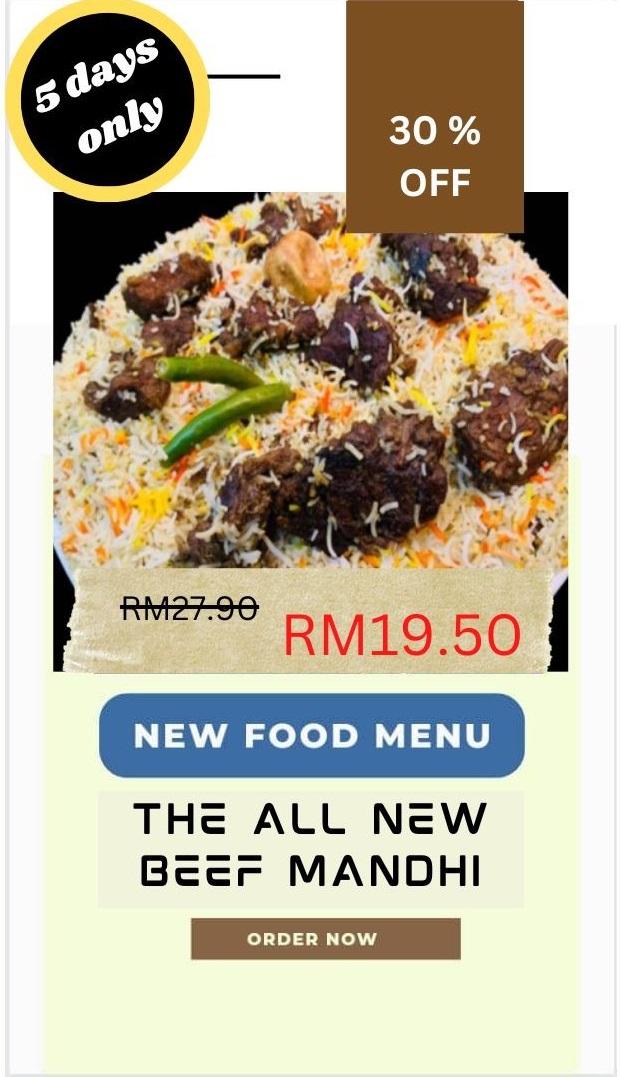 5 days
only
30 %
OFF
RM27.90
RM19.50
NEW FOOD MENU
THE ALL NEW
BEEF MANDHI
ORDER NOW